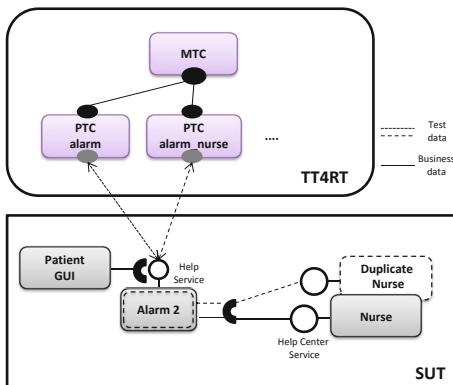 MTC
PTC
alarm
PTC
alarm_nurse
....
TT4RT
Test
data
Business
data
Patient
GUI
Help
Service
Alarm 2
Duplicate
Nurse
Nurse
Help Center
Service
SUT